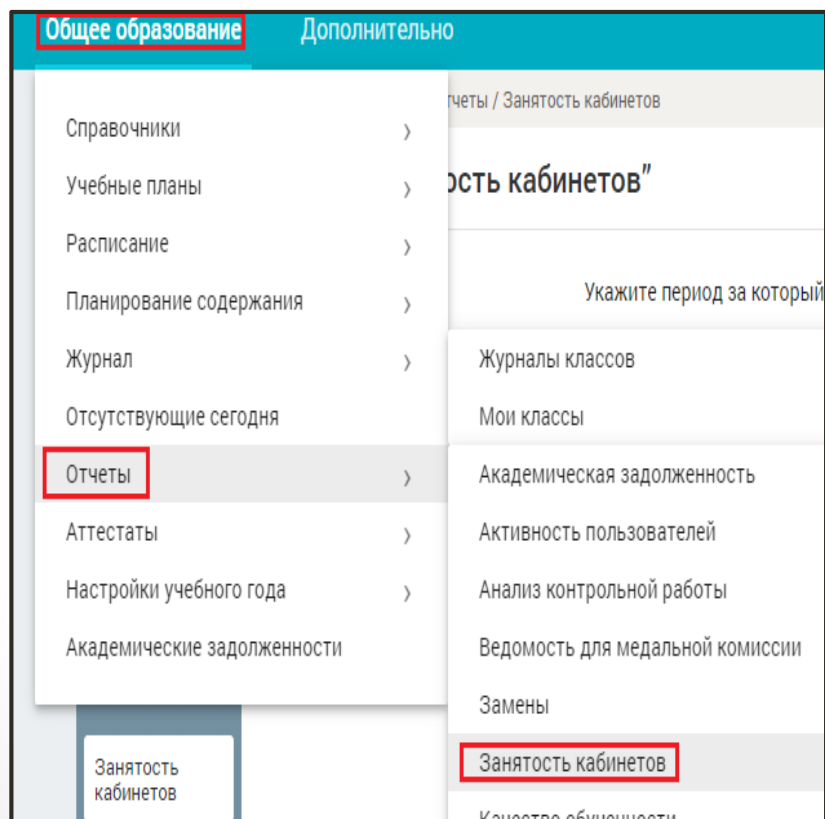 Общее образование
Дополнительно
тчеты / Занятость кабинетов
ость кабинетов"
Укажите период за который
Справочники
Учебные планы
Расписание
Планирование содержания
Журнал
Отсутствующие сегодня
Отчеты
Аттестаты
Настройки учебного года
Академические задолженности
Журналы классов
Мои классы
Академическая задолженность
Активность пользователей
Анализ контрольной работы
Ведомость для медальной комиссии
Замены
Занятость кабинетов
Качество обученности
Занятость
кабинетов